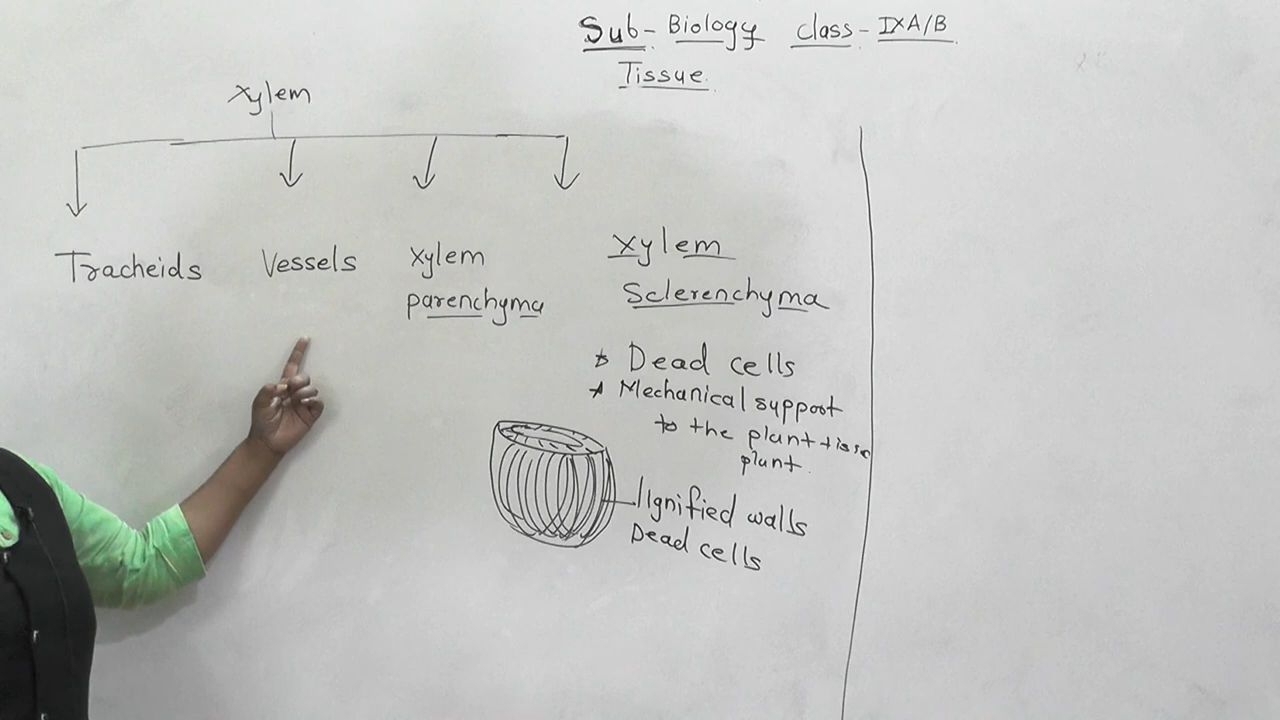 Sub- Biology class - IXA/B
Tissue.
Xylem
Tracheids
Vessels
Xylem
parenchyma
Xylem
Sclerenchyma
Dead cells
Mechanical support
to the plant
plant.
lignified walls
Dead cells